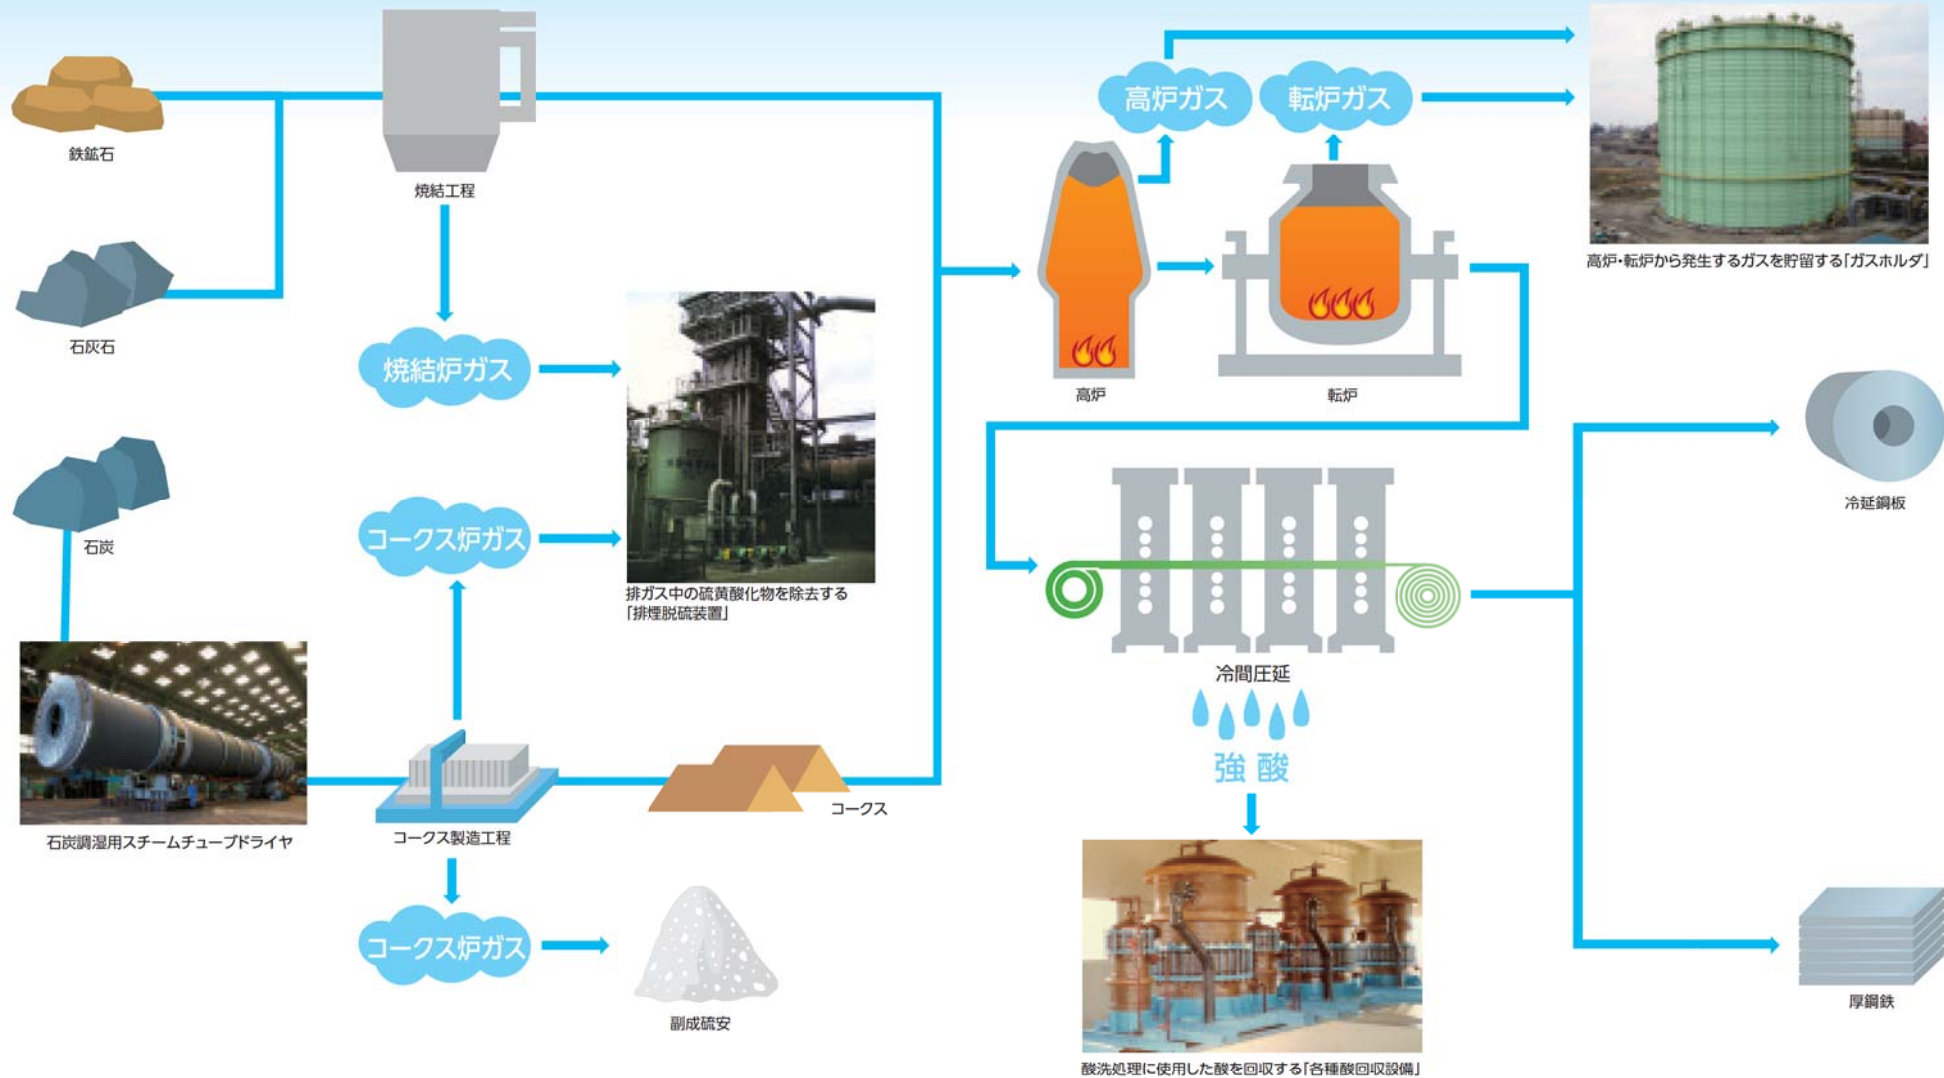 鉄鉱石
焼結工程
石灰石
焼結炉ガス
石炭
コークス炉ガス
排ガス中の硫黄酸化物を除去する
「排煙脱硫装置」
石炭調湿用スチームチューブドライヤ
コークス製造工程
コークス
コークス炉ガス
副成硫安
高炉ガス
転炉ガス
高炉・転炉から発生するガスを貯留する「ガスホルダ」
高炉
転炉
冷延鋼板
冷間圧延
強酸
酸洗処理に使用した酸を回収する「各種酸回収設備」
厚鋼鉄